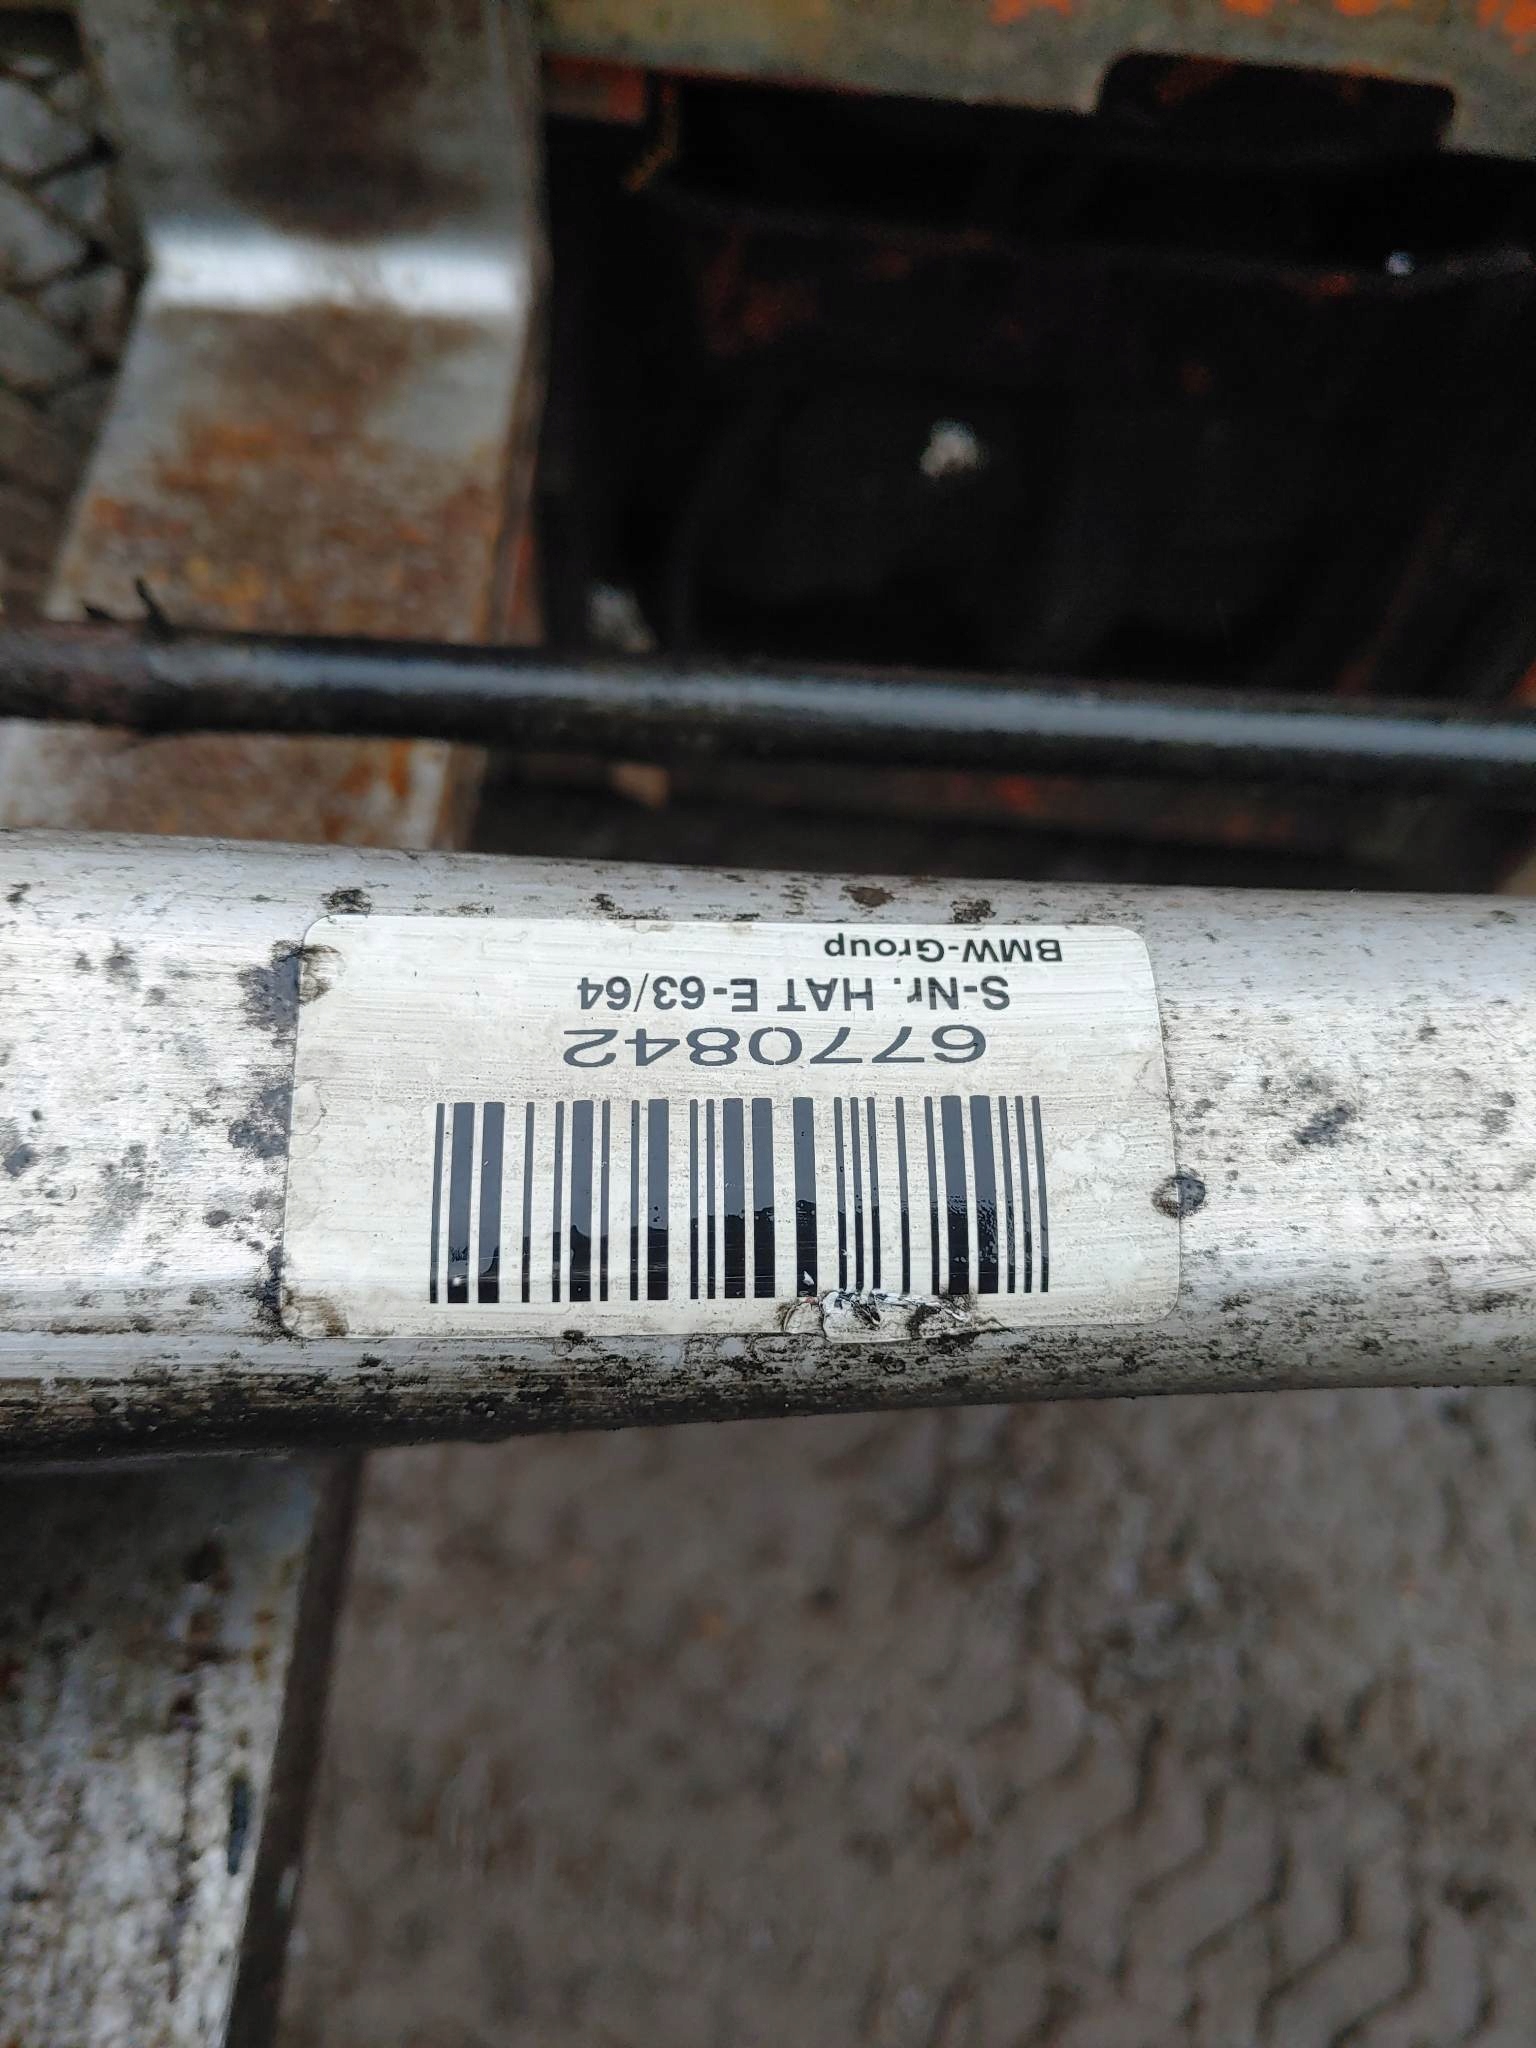 6770842
S-Nr. HAT E-63/64
BMW-Group